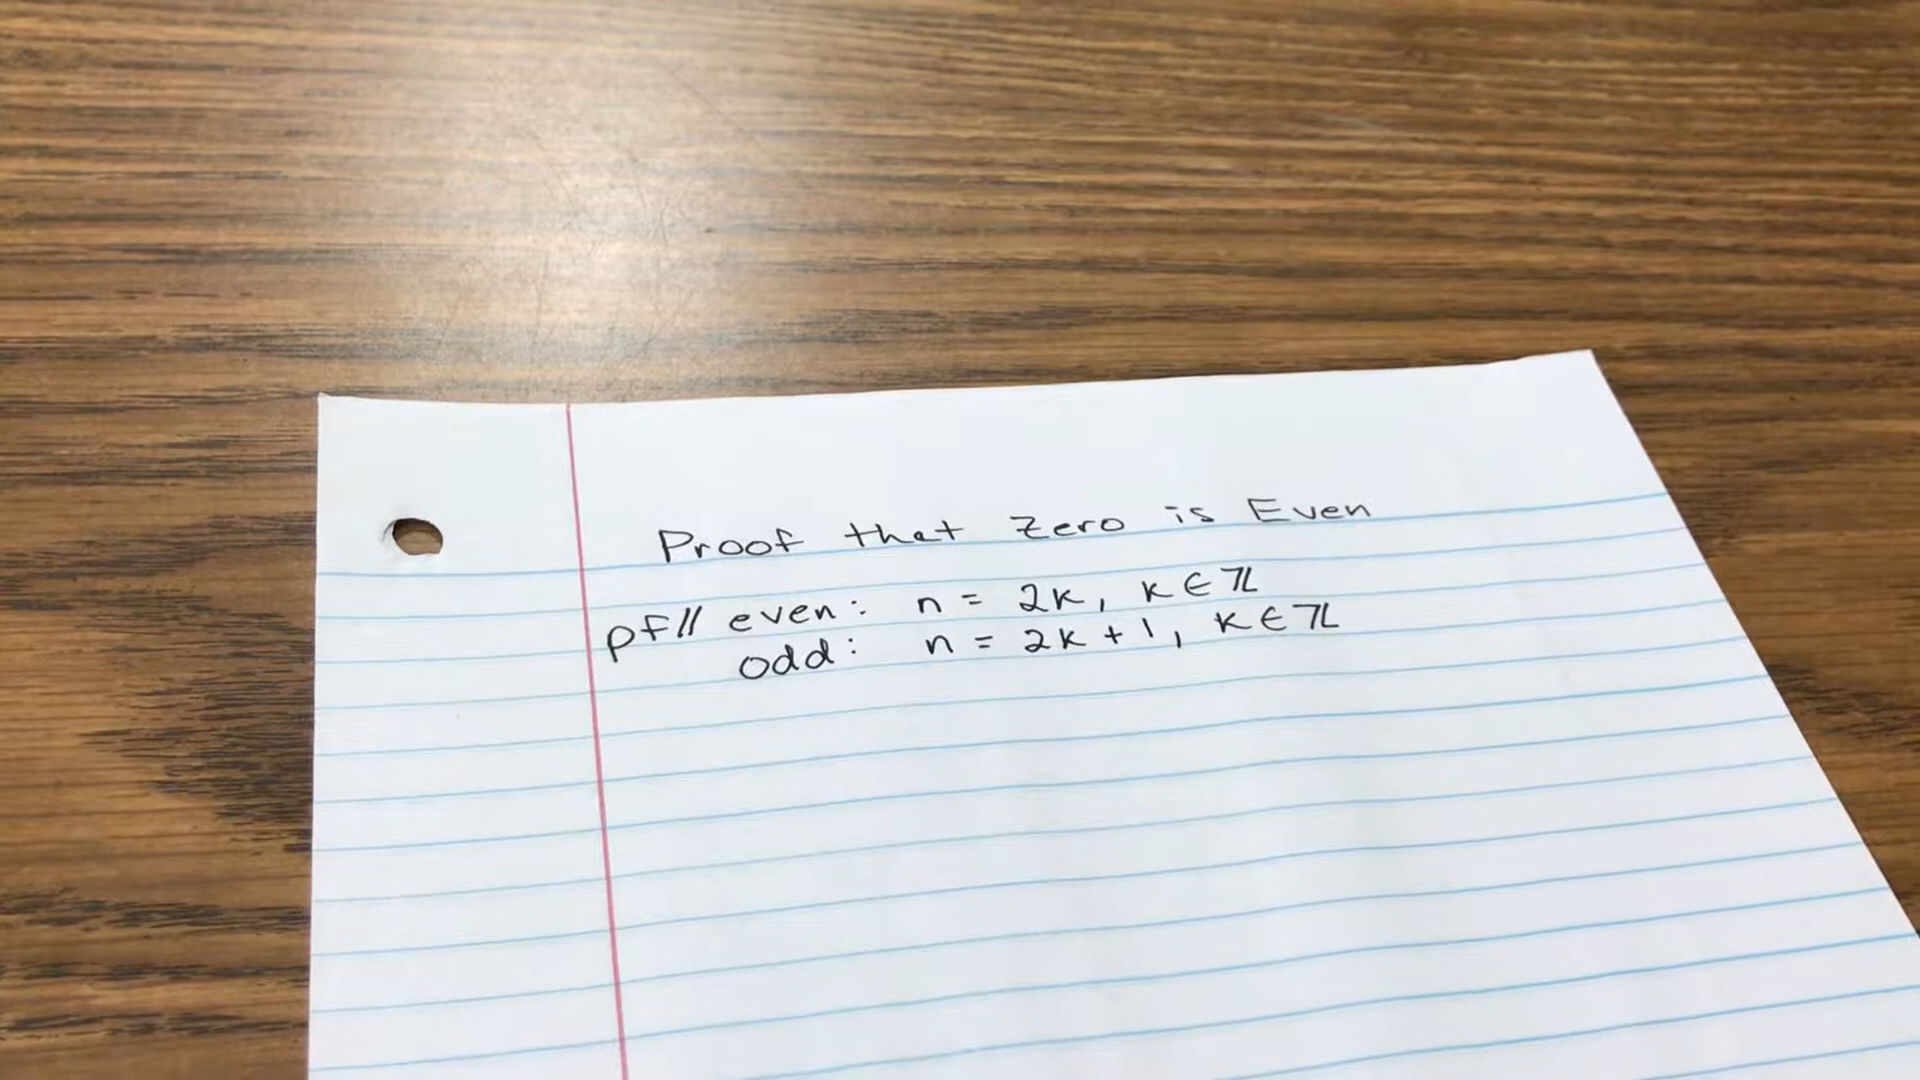 Proof that Zero is Even
pf// even: n = 2k, k ∈ ℤ
odd: n = 2k + 1, k ∈ ℤ